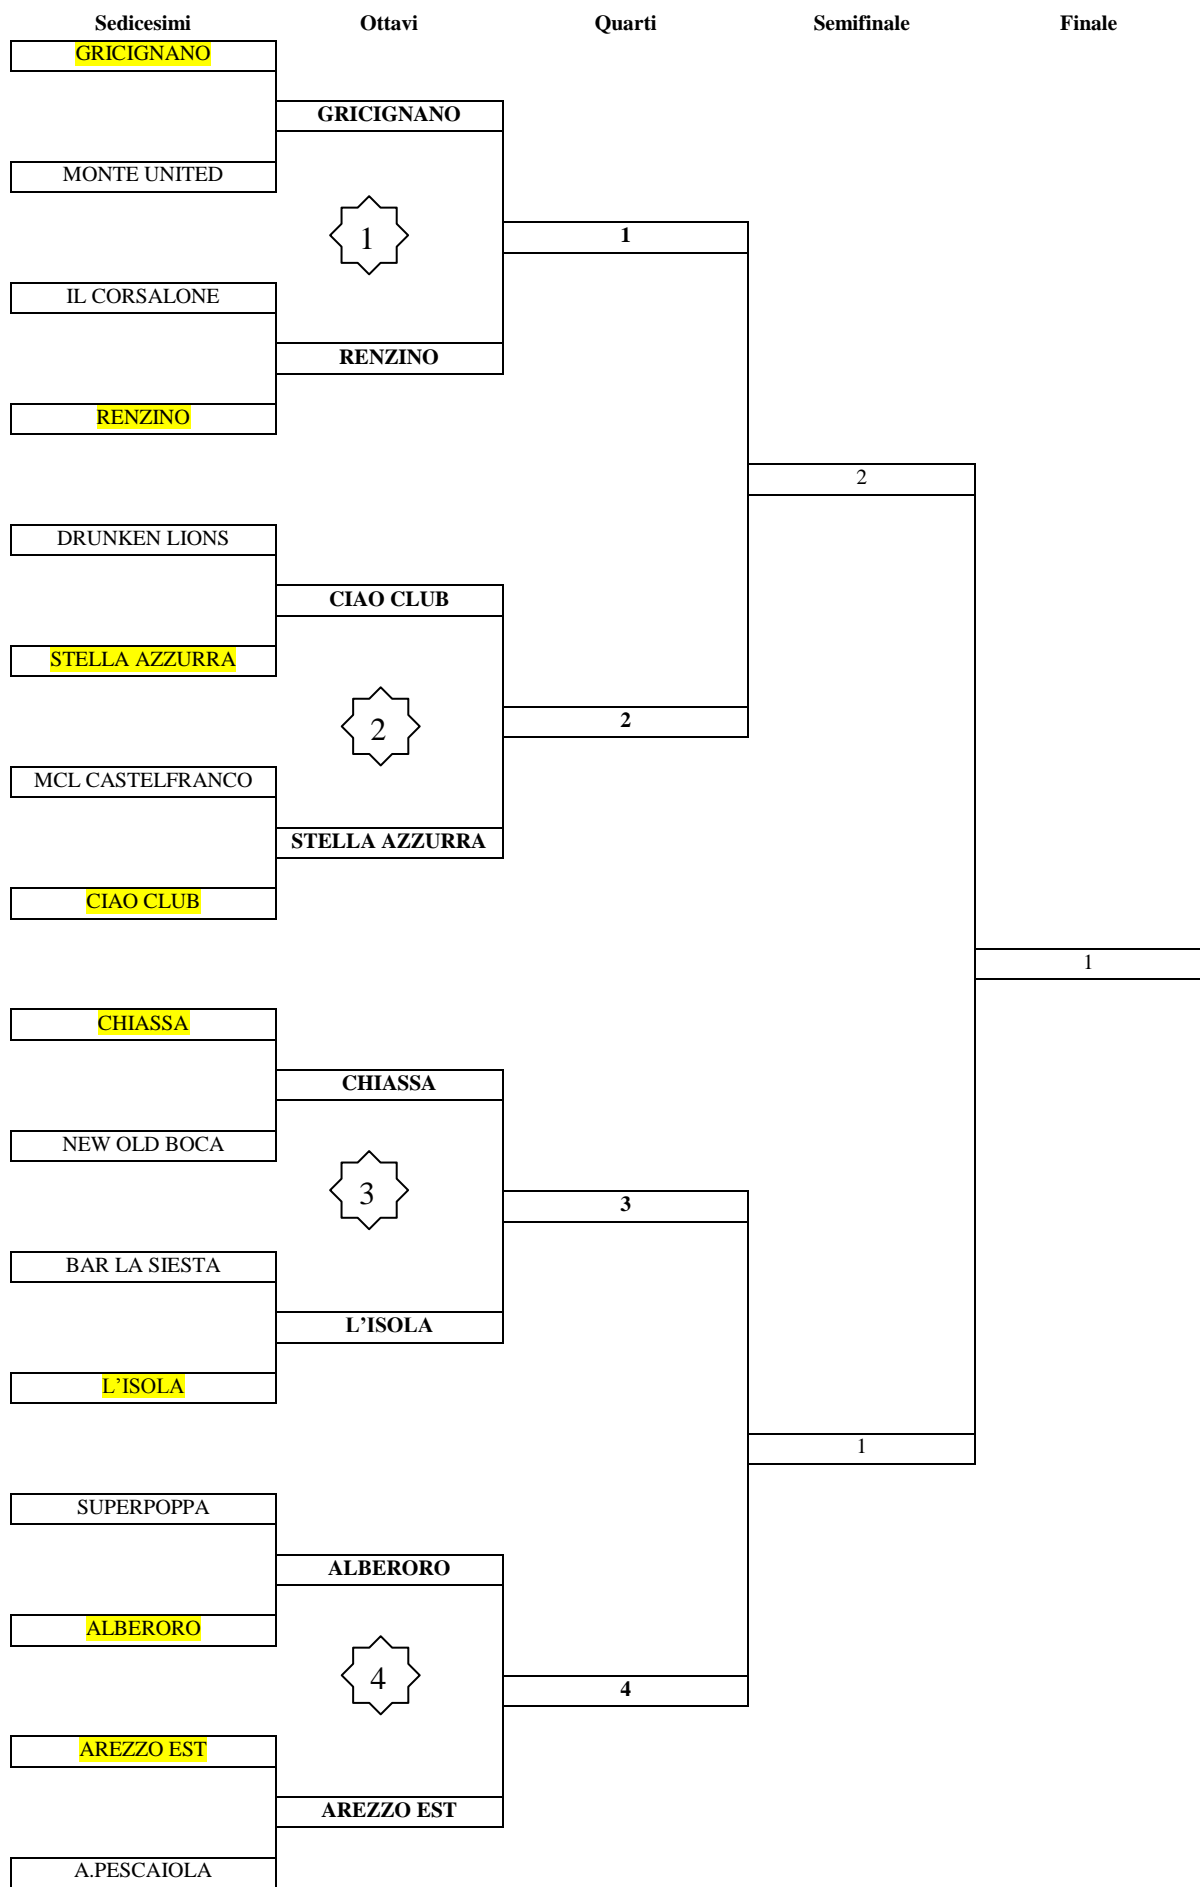 Sedicesimi Ottavi Quarti Semifinale Finale
GRICIGNANO
GRICIGNANO
MONTE UNITED
1
1
IL CORSALONE
RENZINO
RENZINO
2
DRUNKEN LIONS
CIAO CLUB
STELLA AZZURRA
2
2
MCL CASTELFRANCO
STELLA AZZURRA
CIAO CLUB
1
CHIASSA
CHIASSA
NEW OLD BOCA
3
3
BAR LA SIESTA
L'ISOLA
L'ISOLA
1
SUPERPOPPA
ALBERORO
ALBERORO
4
4
AREZZO EST
AREZZO EST
A.PESCAIOLA